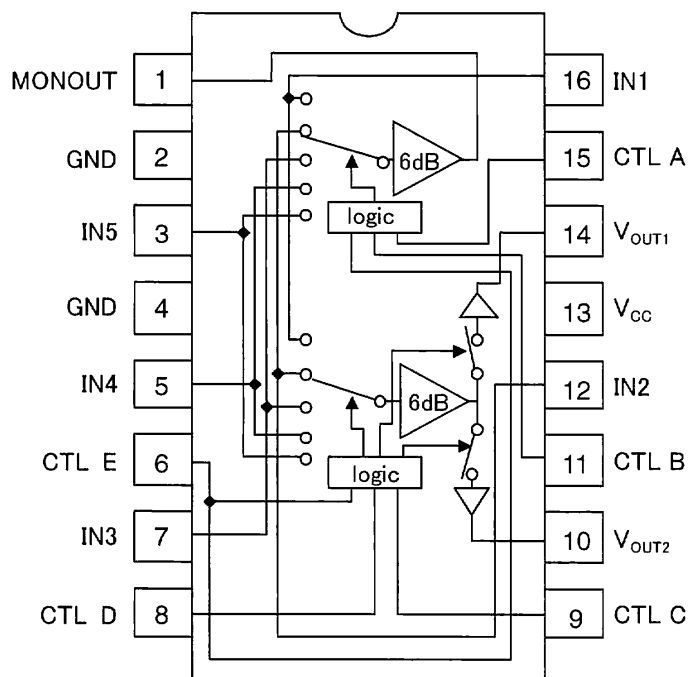 MONOUT 1
GND 2
IN5 3
GND 4
IN4 5
CTL E 6
IN3 7
CTL D 8
16 IN1
15 CTL A
14 VOUT1
13 VCC
12 IN2
11 CTL B
10 VOUT2
9 CTL C
6dB
logic
6dB
logic